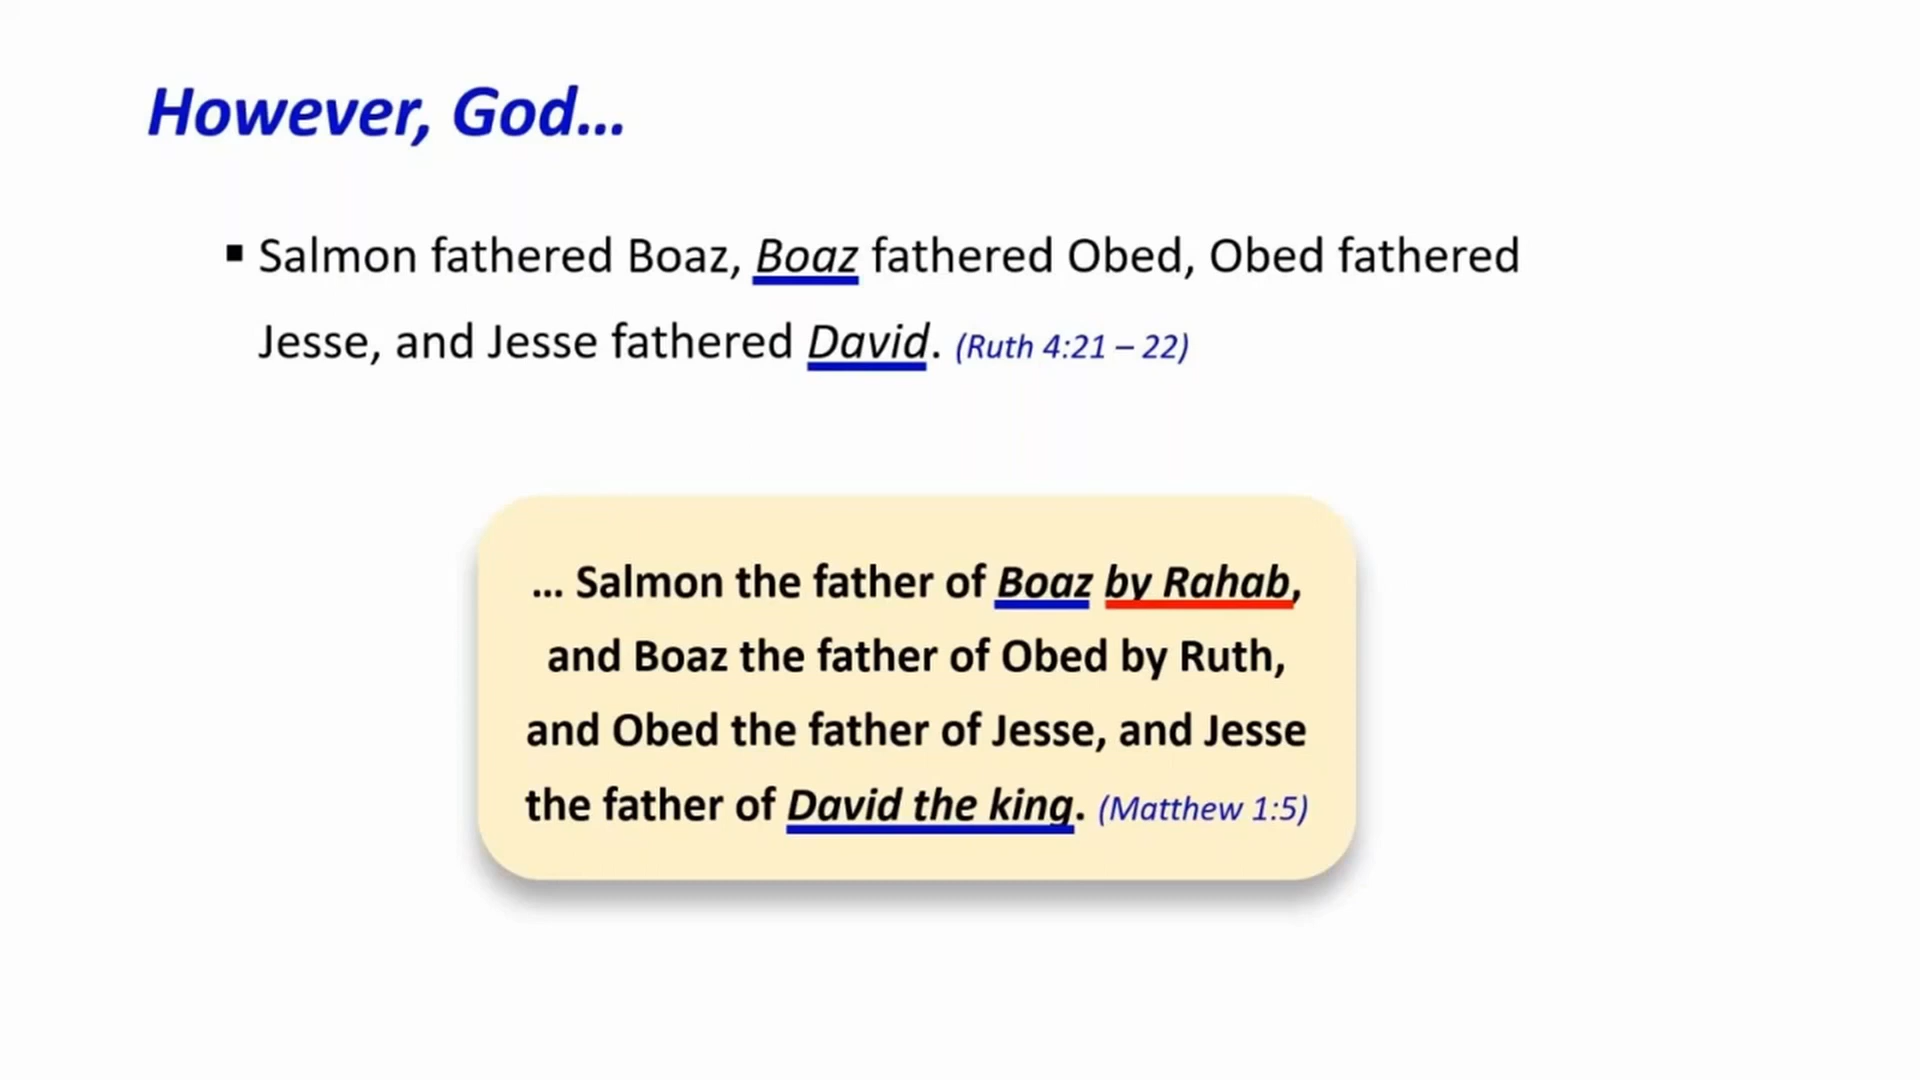 However, God...
▪ Salmon fathered Boaz, Boaz fathered Obed, Obed fathered
Jesse, and Jesse fathered David. (Ruth 4:21 – 22)
... Salmon the father of Boaz by Rahab,
and Boaz the father of Obed by Ruth,
and Obed the father of Jesse, and Jesse
the father of David the king. (Matthew 1:5)